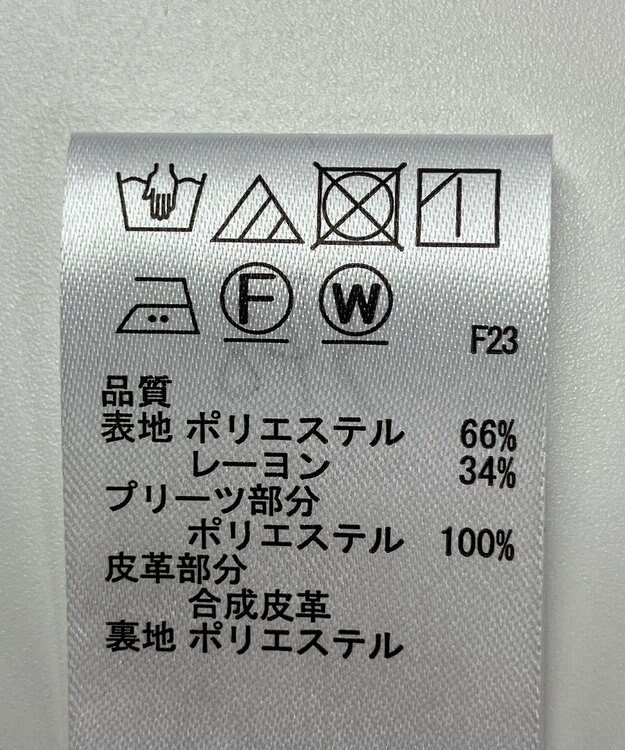 F W
F23
品質
表地 ポリエステル 66%
レーヨン 34%
プリーツ部分
ポリエステル 100%
皮革部分
合成皮革
裏地 ポリエステル